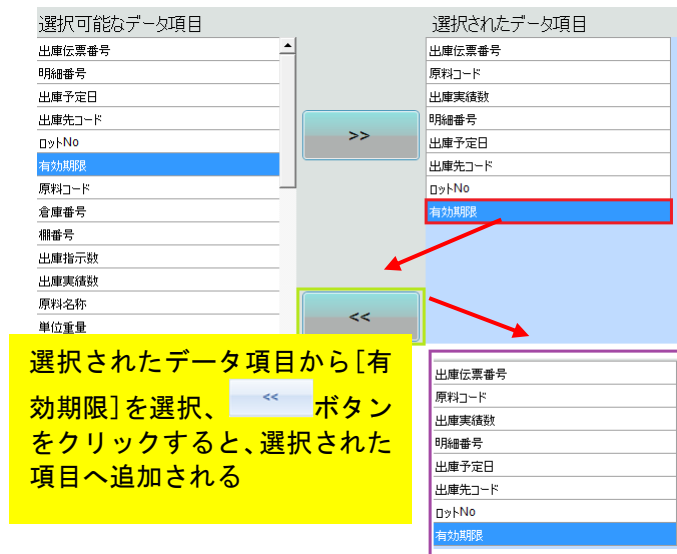 選択可能なデータ項目
出庫伝票番号
明細番号
出庫予定日
出庫先コード
ロットNo
有効期限
原料コード
倉庫番号
棚番号
出庫指示数
出庫実績数
原料名称
単位重量
>>
<<
選択されたデータ項目
出庫伝票番号
原料コード
出庫実績数
明細番号
出庫予定日
出庫先コード
ロットNo
有効期限
選択されたデータ項目から[有
効期限]を選択、 << ボタン
をクリックすると、選択された
項目へ追加される
出庫伝票番号
原料コード
出庫実績数
明細番号
出庫予定日
出庫先コード
ロットNo
有効期限